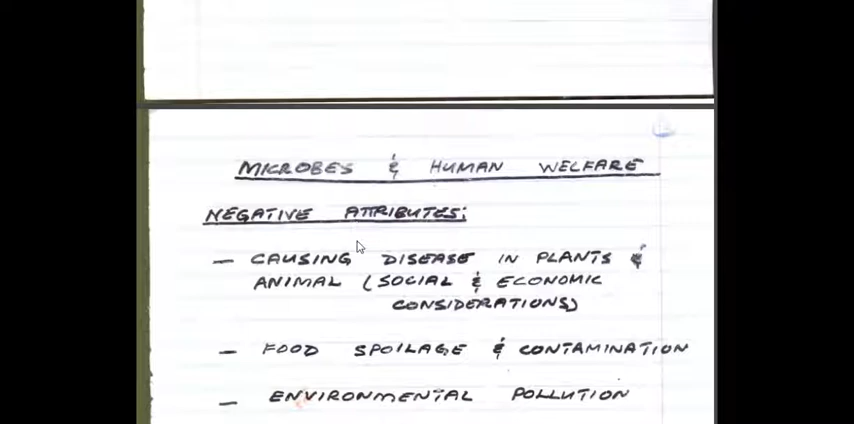 MICROBES & HUMAN WELFARE
NEGATIVE ATTRIBUTES:
— CAUSING DISEASE IN PLANTS &
ANIMAL (SOCIAL & ECONOMIC
CONSIDERATIONS)
— FOOD SPOILAGE & CONTAMINATION
— ENVIRONMENTAL POLLUTION